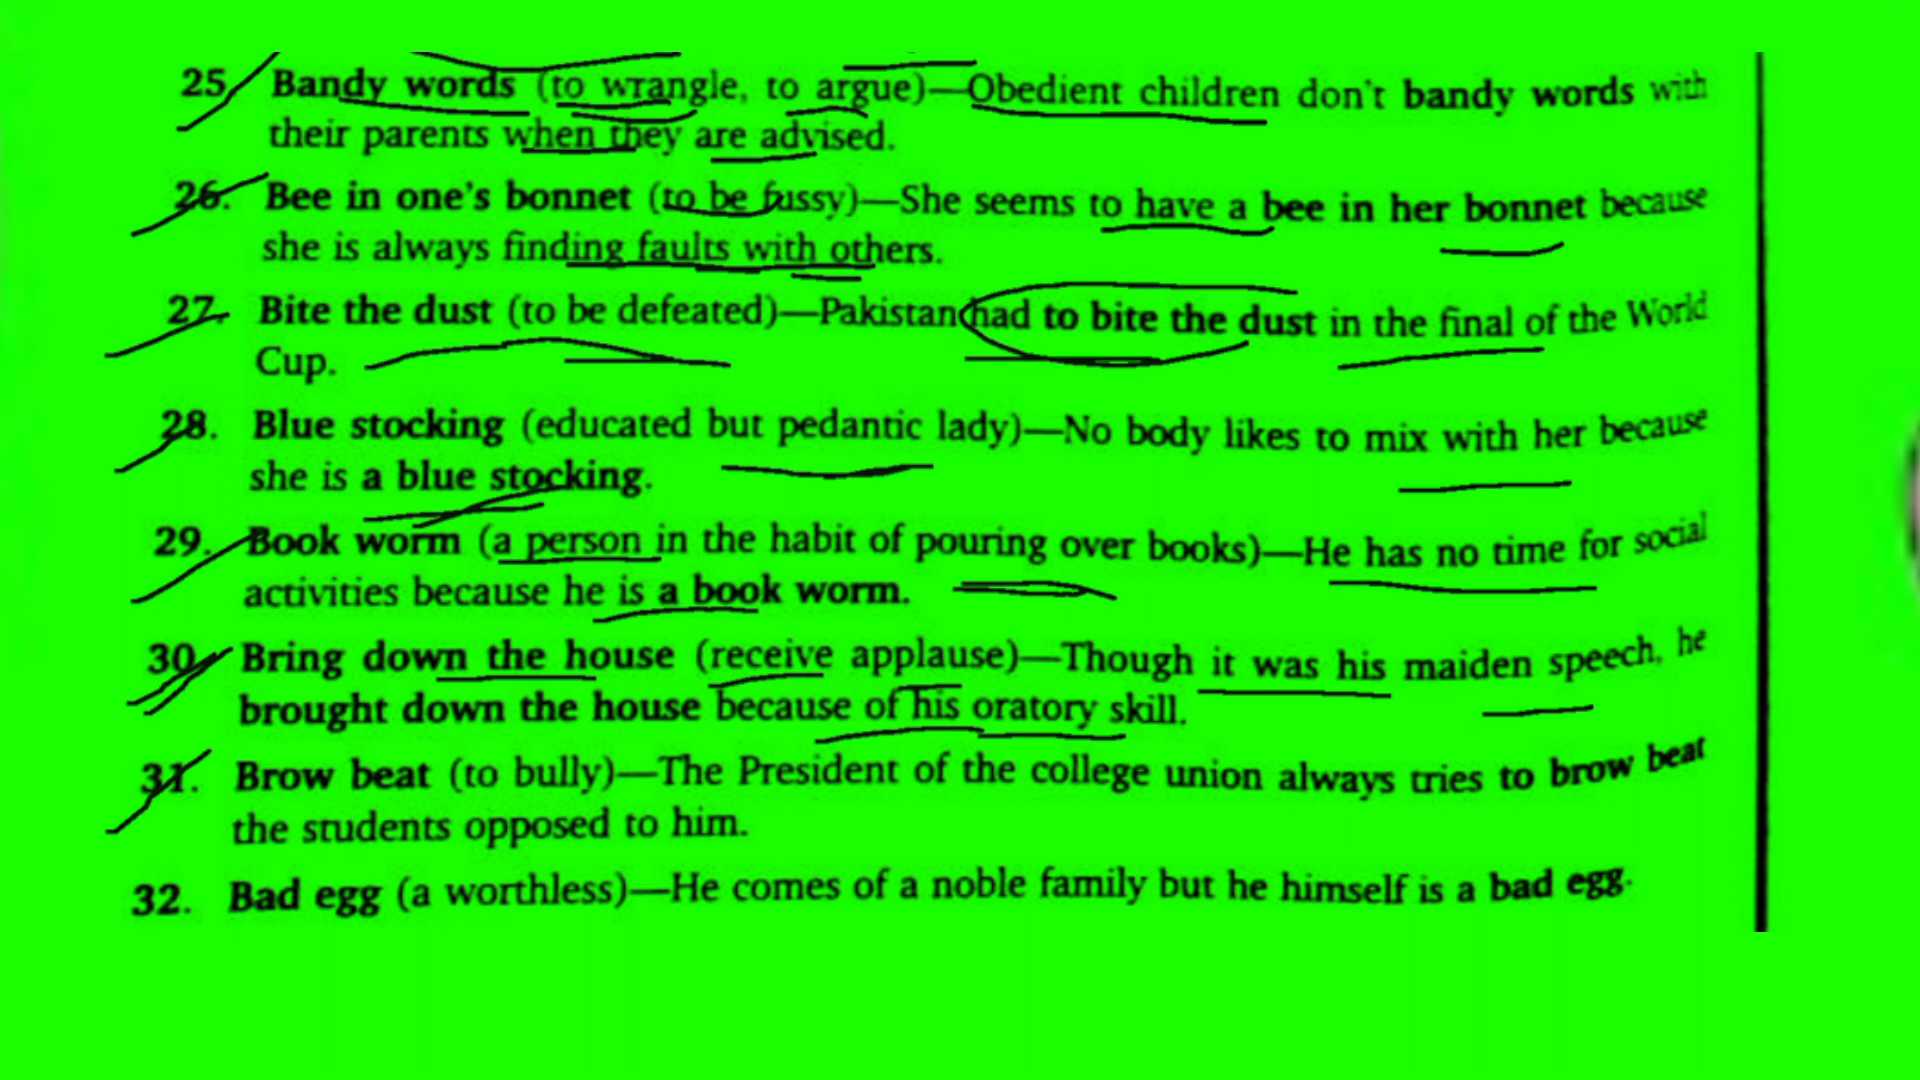 25. Bandy words (to wrangle, to argue)—Obedient children don't bandy words with
their parents when they are advised.
26. Bee in one's bonnet (to be fussy)—She seems to have a bee in her bonnet because
she is always finding faults with others.
27. Bite the dust (to be defeated)—Pakistan had to bite the dust in the final of the World
Cup.
28. Blue stocking (educated but pedantic lady)—No body likes to mix with her because
she is a blue stocking.
29. Book worm (a person in the habit of pouring over books)—He has no time for social
activities because he is a book worm.
30. Bring down the house (receive applause)—Though it was his maiden speech, he
brought down the house because of his oratory skill.
31. Brow beat (to bully)—The President of the college union always tries to brow beat
the students opposed to him.
32. Bad egg (a worthless)—He comes of a noble family but he himself is a bad egg.